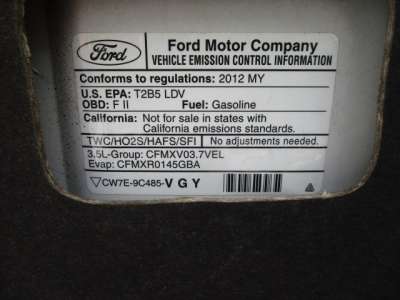 Ford
Ford Motor Company
VEHICLE EMISSION CONTROL INFORMATION
Conforms to regulations: 2012 MY
U.S. EPA: T2B5 LDV
OBD: F II Fuel: Gasoline
California: Not for sale in states with
California emissions standards.
TWC/HO2S/HAFS/SFI No adjustments needed.
3.5L-Group: CFMXV03.7VEL
Evap: CFMXR0145GBA
CW7E-9C485-VGY